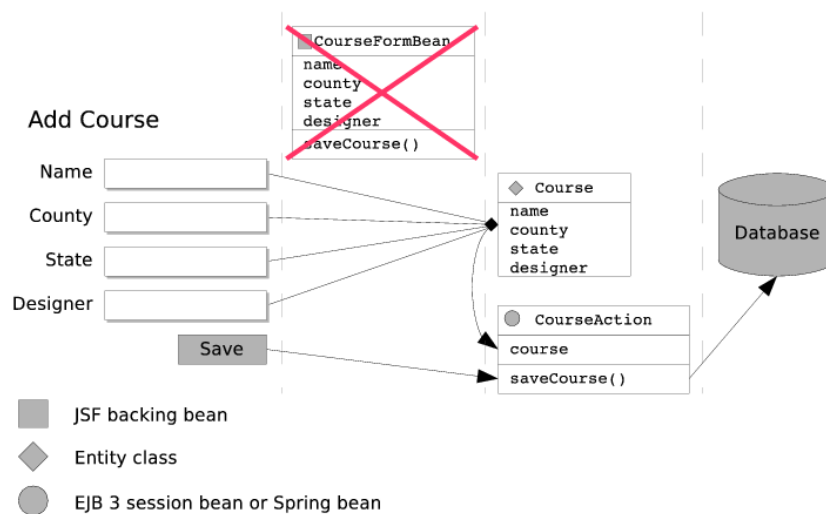 CourseFormBean
name
county
state
designer
saveCourse()
Add Course
Name
County
State
Designer
Save
Course
name
county
state
designer
CourseAction
course
saveCourse()
Database
JSF backing bean
Entity class
EJB 3 session bean or Spring bean